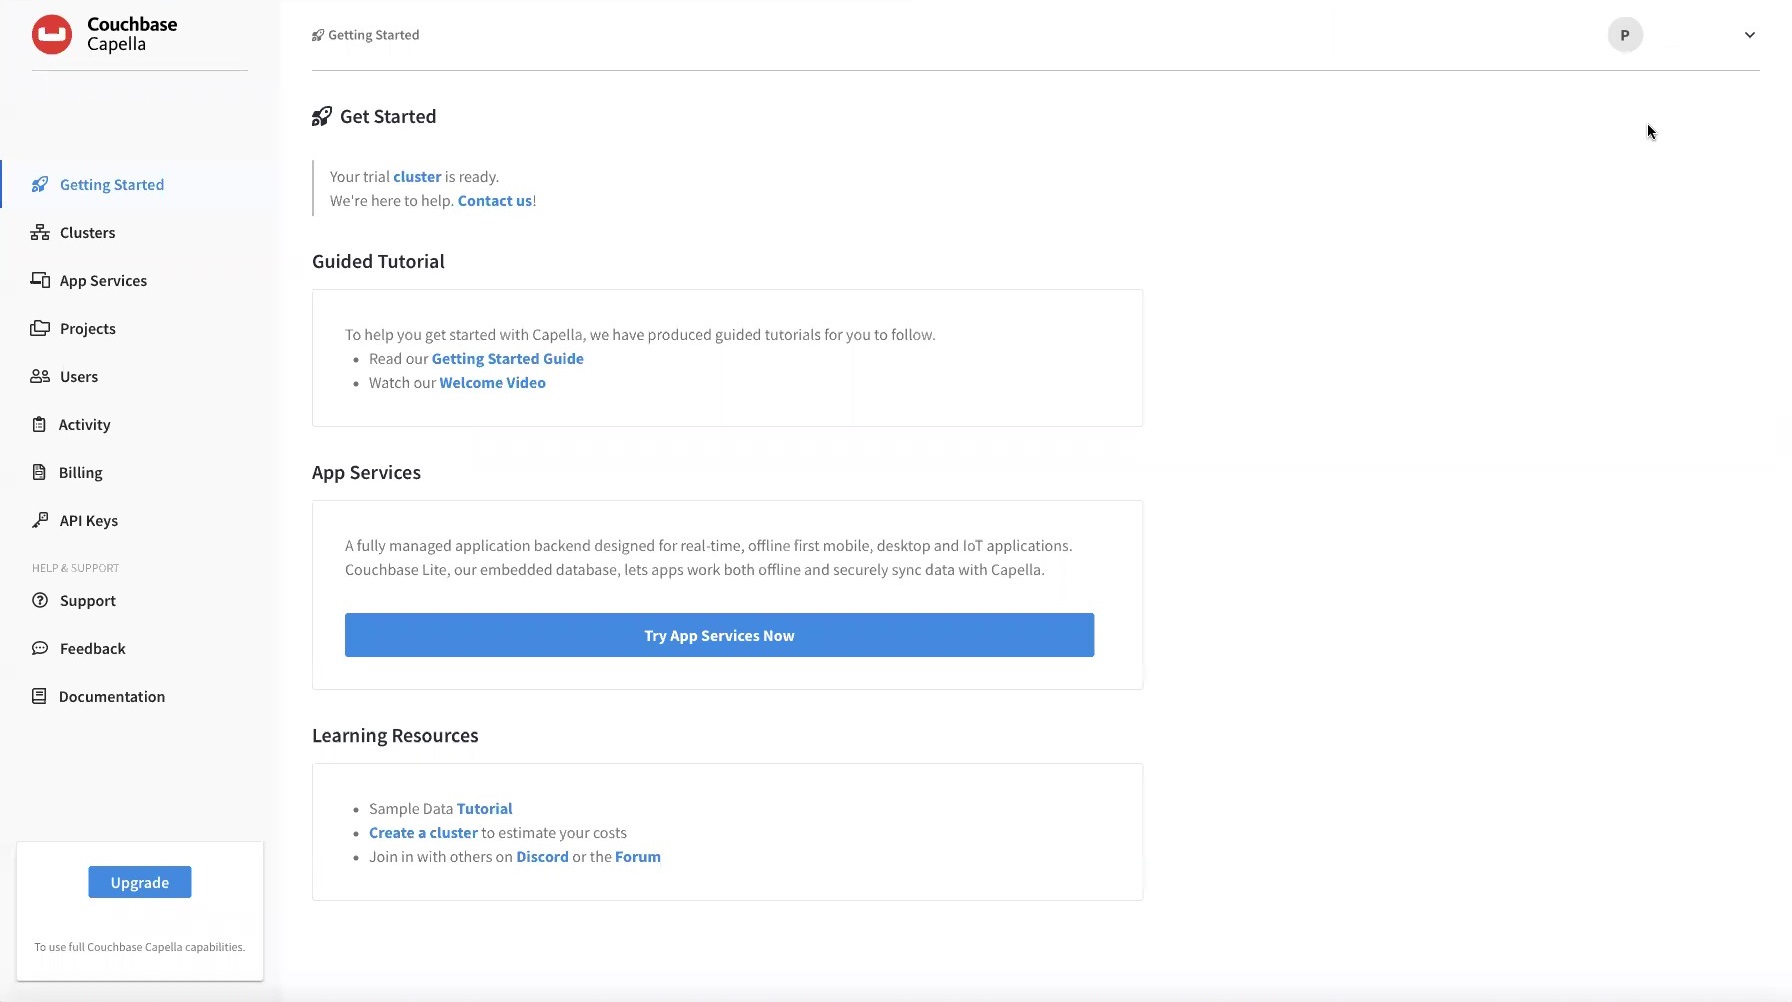 Couchbase
Capella
Getting Started
P
Getting Started
Clusters
App Services
Projects
Users
Activity
Billing
API Keys
HELP & SUPPORT
Support
Feedback
Documentation
Upgrade
To use full Couchbase Capella capabilities.
Get Started
Your trial cluster is ready.
We're here to help. Contact us!
Guided Tutorial
To help you get started with Capella, we have produced guided tutorials for you to follow.
Read our Getting Started Guide
Watch our Welcome Video
App Services
A fully managed application backend designed for real-time, offline first mobile, desktop and IoT applications.
Couchbase Lite, our embedded database, lets apps work both offline and securely sync data with Capella.
Try App Services Now
Learning Resources
Sample Data Tutorial
Create a cluster to estimate your costs
Join in with others on Discord or the Forum